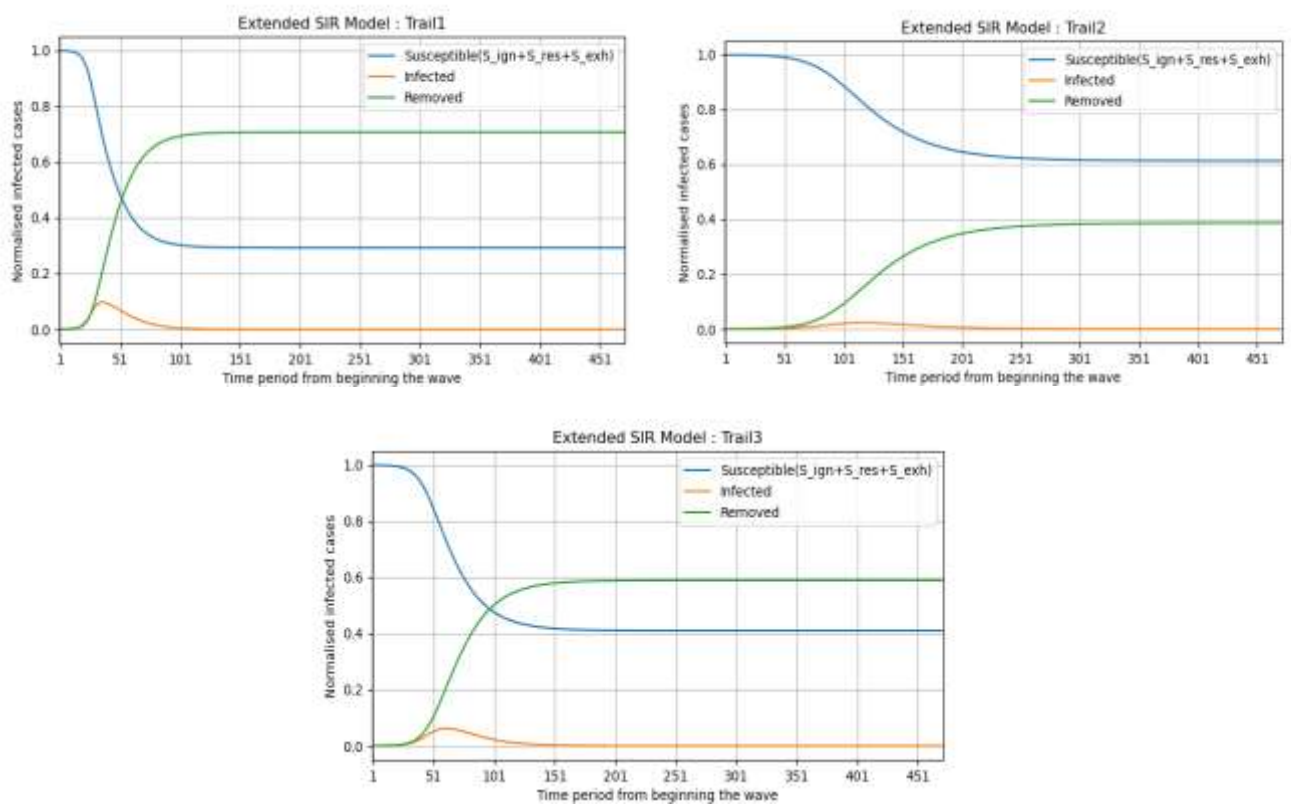 Extended SIR Model : Trail1
Normalised infected cases
1.0
0.8
0.6
0.4
0.2
0.0
Susceptible(S_ign+S_res+S_exh)
Infected
Removed
1 51 101 151 201 251 301 351 401 451
Time period from beginning the wave
Extended SIR Model : Trail2
Normalised infected cases
1.0
0.8
0.6
0.4
0.2
0.0
Susceptible(S_ign+S_res+S_exh)
Infected
Removed
1 51 101 151 201 251 301 351 401 451
Time period from beginning the wave
Extended SIR Model : Trail3
Normalised infected cases
1.0
0.8
0.6
0.4
0.2
0.0
Susceptible(S_ign+S_res+S_exh)
Infected
Removed
1 51 101 151 201 251 301 351 401 451
Time period from beginning the wave